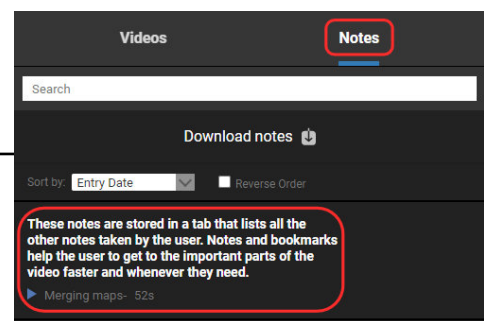 Videos Notes
Search
Download notes
Sort by: Entry Date Reverse Order
These notes are stored in a tab that lists all the
other notes taken by the user. Notes and bookmarks
help the user to get to the important parts of the
video faster and whenever they need.
Merging maps- 52s